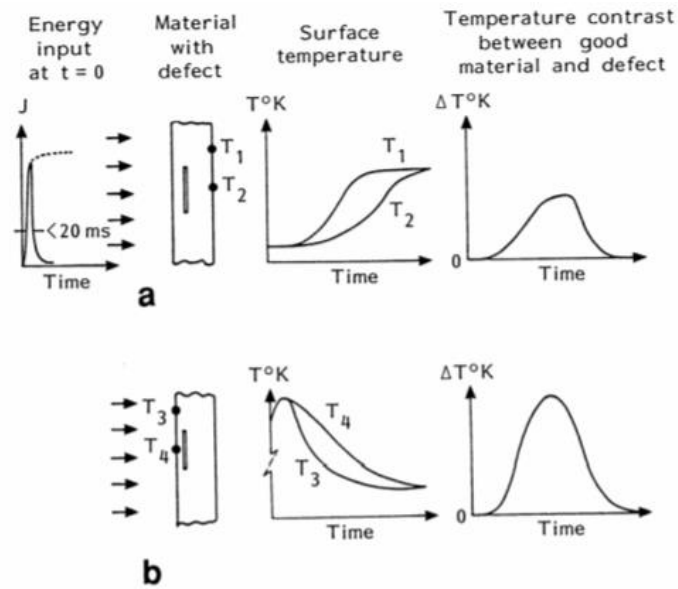 Energy
input
at t = 0
Material
with
defect
Surface
temperature
Temperature contrast
between good
material and defect
J
<20 ms
Time
T₁
T₂
T°K
T₁
T₂
Time
ΔT°K
0
Time
a
T₃
T₄
T°K
T₄
T₃
Time
ΔT°K
0
Time
b